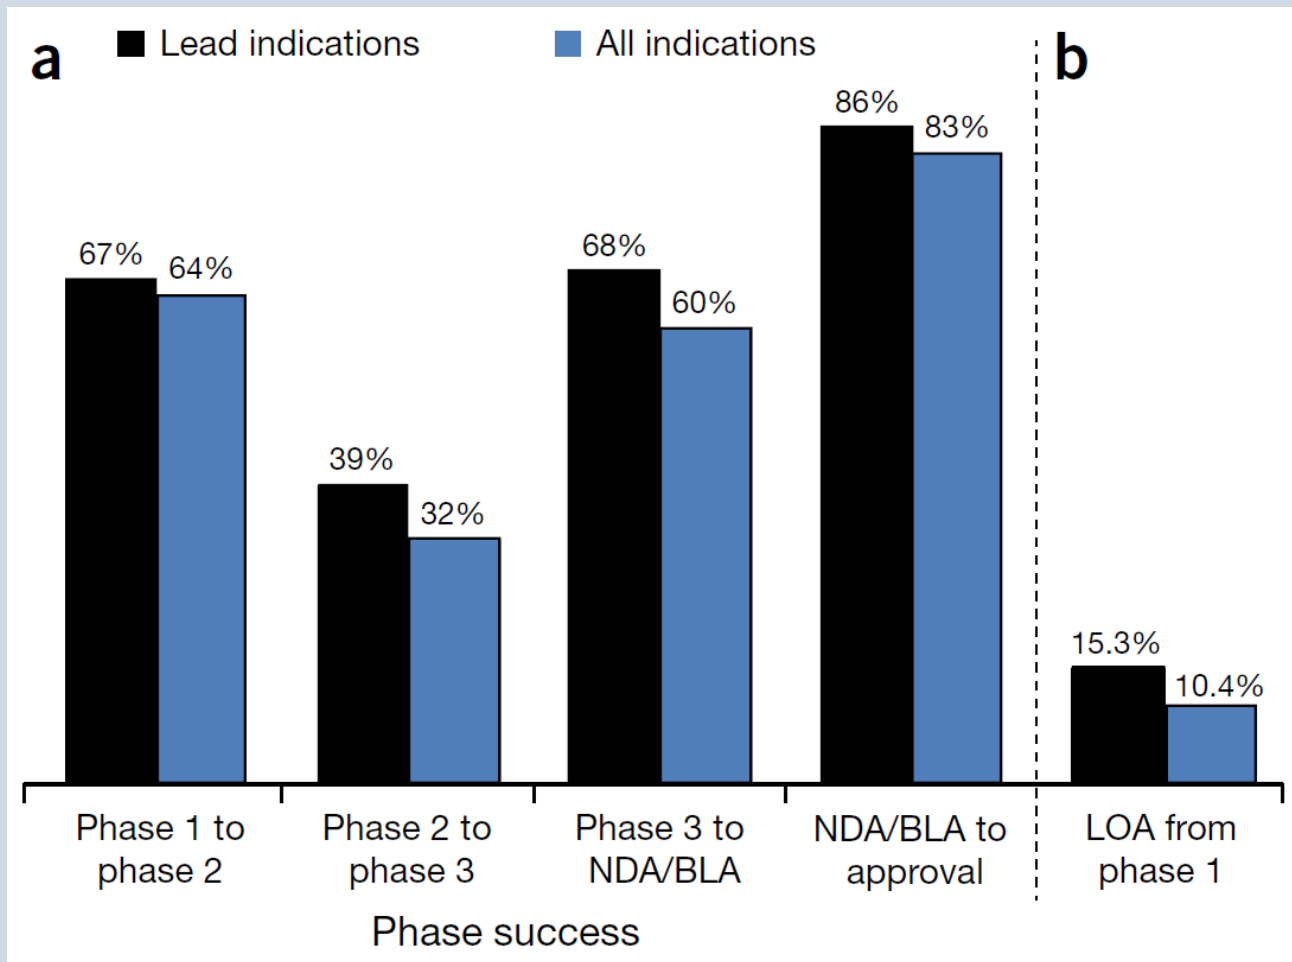 a
Lead indications
All indications
b
86%
83%
67%
64%
68%
60%
39%
32%
15.3%
10.4%
Phase 1 to
phase 2
Phase 2 to
phase 3
Phase 3 to
NDA/BLA
NDA/BLA to
approval
LOA from
phase 1
Phase success